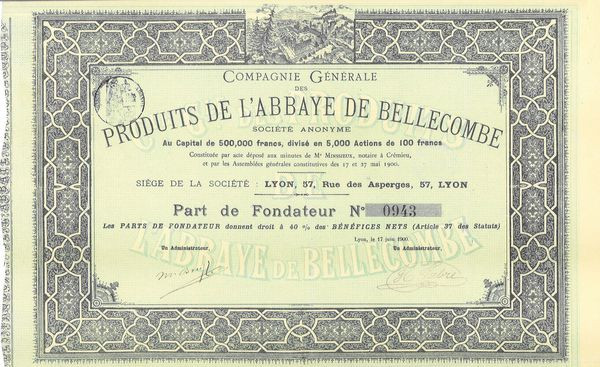 COMPAGNIE GÉNÉRALE
DES
PRODUITS DE L'ABBAYE DE BELLECOMBE
SOCIÉTÉ ANONYME
Au Capital de 500,000 francs, divisé en 5,000 Actions de 100 francs
Constituée par acte déposé aux minutes de Me Minssieux, notaire à Crémieu,
et par les Assemblées générales constitutives des 17 et 27 mai 1900.
SIÈGE DE LA SOCIÉTÉ : LYON, 57, Rue des Asperges, 57, LYON
Part de Fondateur No 0943
Les PARTS DE FONDATEUR donnent droit à 40 % des BÉNÉFICES NETS (Article 37 des Statuts)
Lyon, le 17 juin 1900.
Un Administrateur, Un Administrateur,
L'ABBAYE DE BELLECOMBE